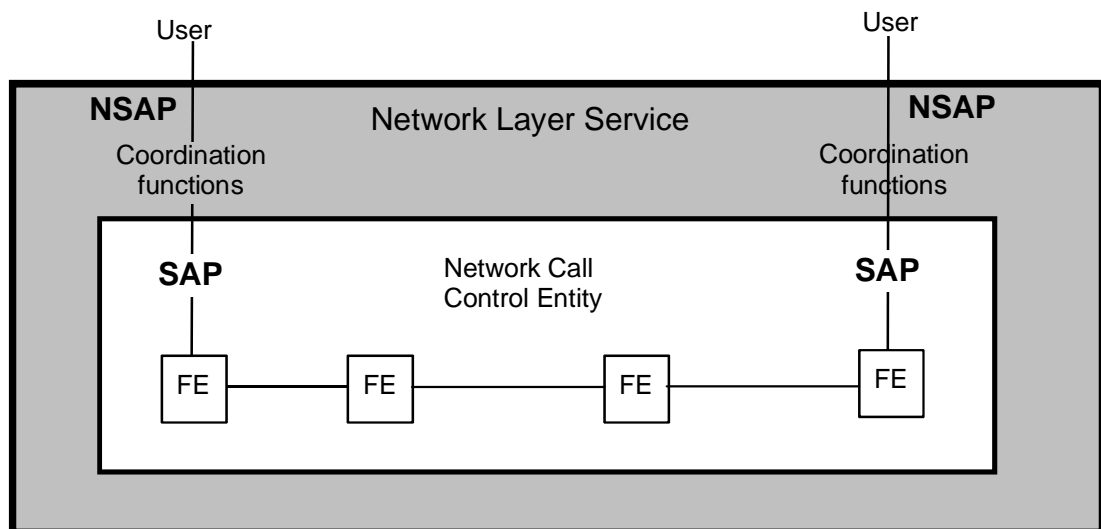 User
User
NSAP
Network Layer Service
NSAP
Coordination
functions
Coordination
functions
SAP
Network Call
Control Entity
SAP
FE
FE
FE
FE